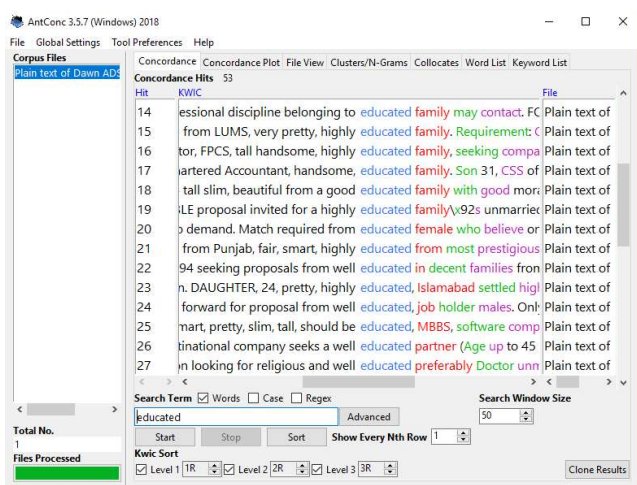 AntConc 3.5.7 (Windows) 2018
File Global Settings Tool Preferences Help
Corpus Files
Plain text of Dawn ADS
Concordance Concordance Plot File View Clusters/N-Grams Collocates Word List Keyword List
Concordance Hits 53
Hit KWIC File
14 essional discipline belonging to educated family may contact. FC Plain text of
15 from LUMS, very pretty, highly educated family. Requirement: Plain text of
16 tor, FPCS, tall handsome, highly educated family, seeking compa Plain text of
17 artered Accountant, handsome, educated family. Son 31, CSS of Plain text of
18 tall slim, beautiful from a good educated family with good mora Plain text of
19 BLE proposal invited for a highly educated family\x92s unmarried Plain text of
20 demand. Match required from educated female who believe or Plain text of
21 from Punjab, fair, smart, highly educated from most prestigious Plain text of
22 94 seeking proposals from well educated in decent families from Plain text of
23 n. DAUGHTER, 24, pretty, highly educated, Islamabad settled high Plain text of
24 forward for proposal from well educated, job holder males. Only Plain text of
25 mart, pretty, slim, tall, should be educated, MBBS, software comp Plain text of
26 tinational company seeks a well educated partner (Age up to 45 Plain text of
27 on looking for religious and well educated preferably Doctor unm Plain text of
Search Term Words Case Regex Search Window Size
educated Advanced 50
Total No.
1
Start Stop Sort Show Every Nth Row 1
Files Processed
Kwic Sort
Level 1 1R Level 2 2R Level 3 3R Clone Results